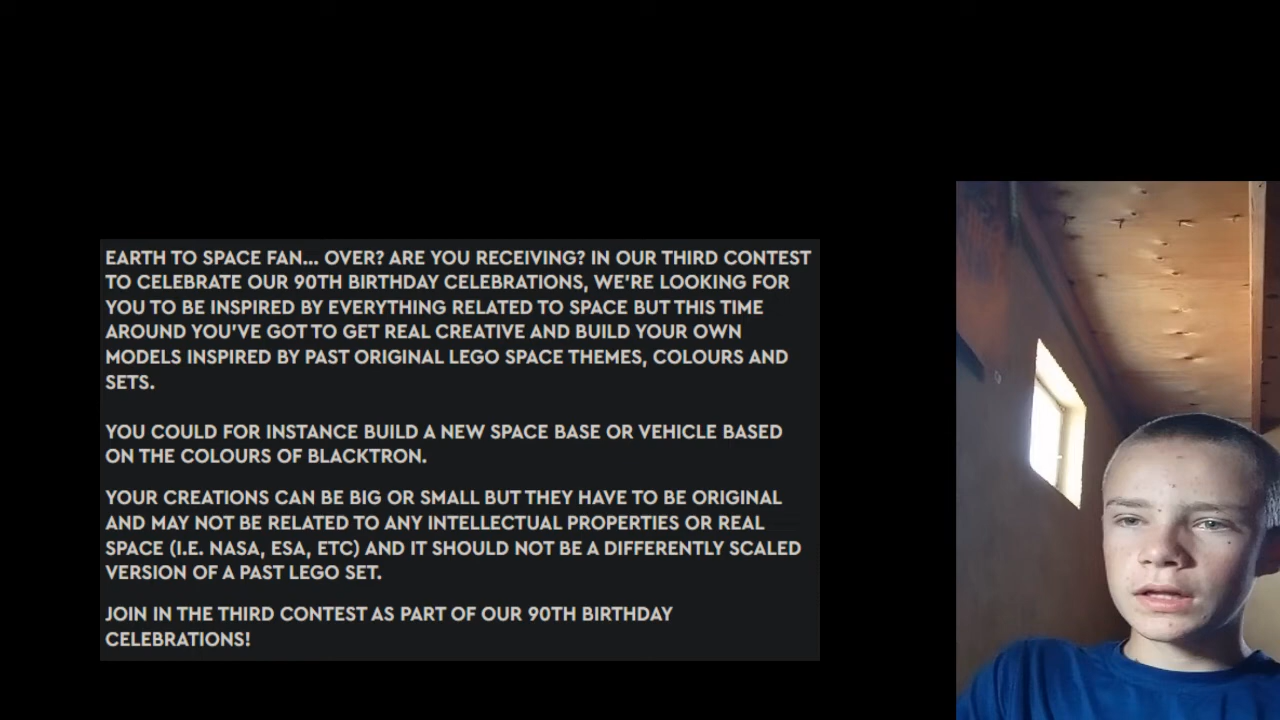 EARTH TO SPACE FAN... OVER? ARE YOU RECEIVING? IN OUR THIRD CONTEST
TO CELEBRATE OUR 90TH BIRTHDAY CELEBRATIONS, WE'RE LOOKING FOR
YOU TO BE INSPIRED BY EVERYTHING RELATED TO SPACE BUT THIS TIME
AROUND YOU'VE GOT TO GET REAL CREATIVE AND BUILD YOUR OWN
MODELS INSPIRED BY PAST ORIGINAL LEGO SPACE THEMES, COLOURS AND
SETS.
YOU COULD FOR INSTANCE BUILD A NEW SPACE BASE OR VEHICLE BASED
ON THE COLOURS OF BLACKTRON.
YOUR CREATIONS CAN BE BIG OR SMALL BUT THEY HAVE TO BE ORIGINAL
AND MAY NOT BE RELATED TO ANY INTELLECTUAL PROPERTIES OR REAL
SPACE (I.E. NASA, ESA, ETC) AND IT SHOULD NOT BE A DIFFERENTLY SCALED
VERSION OF A PAST LEGO SET.
JOIN IN THE THIRD CONTEST AS PART OF OUR 90TH BIRTHDAY
CELEBRATIONS!